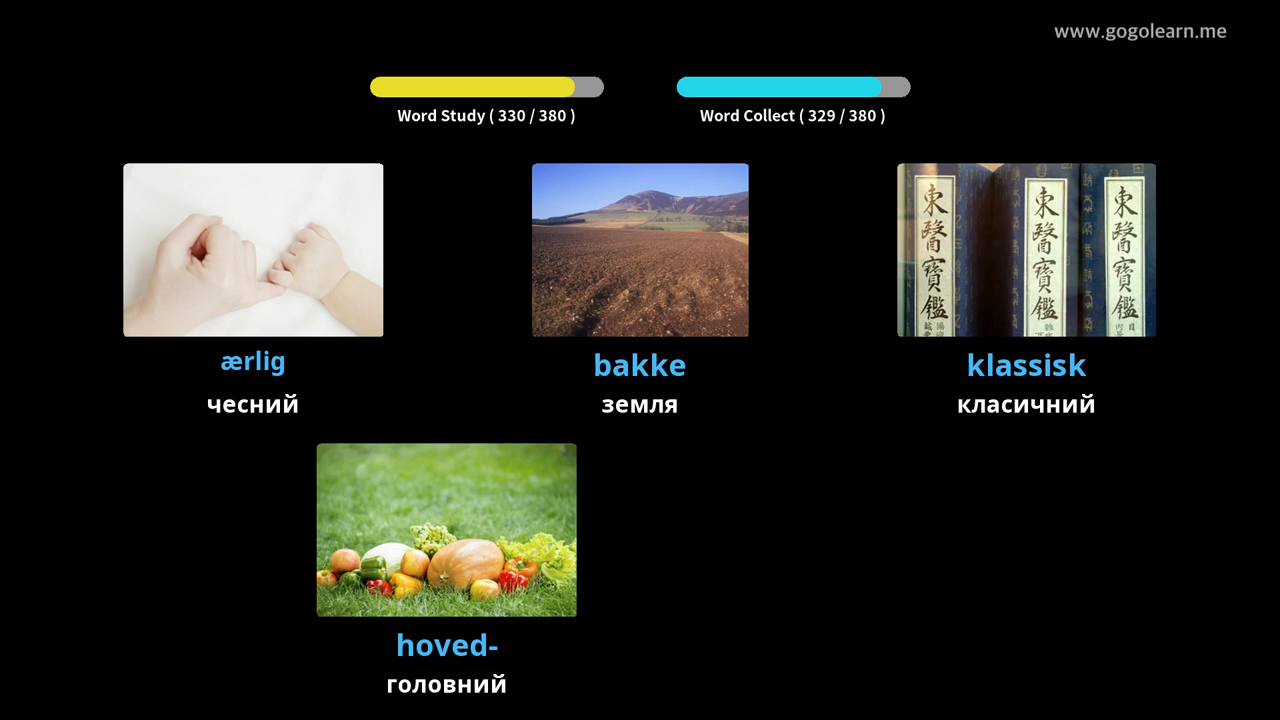 www.gogolearn.me
Word Study ( 330 / 380 )
Word Collect ( 329 / 380 )
東醫寶鑑
東醫寶鑑
東醫寶鑑
ærlig
bakke
klassisk
чесний
земля
класичний
hoved-
головний